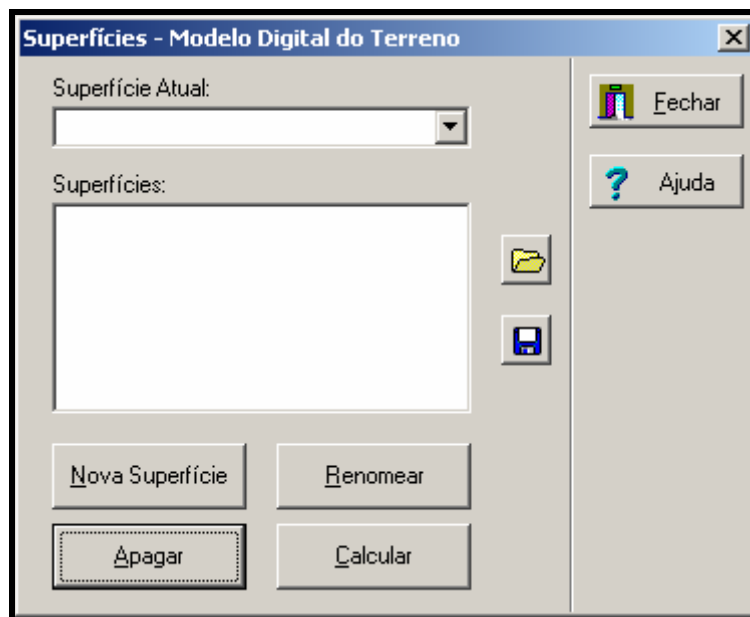 Superfícies - Modelo Digital do Terreno
Superfície Atual:
Superfícies:
Fechar
Ajuda
Nova Superfície
Renomear
Apagar
Calcular